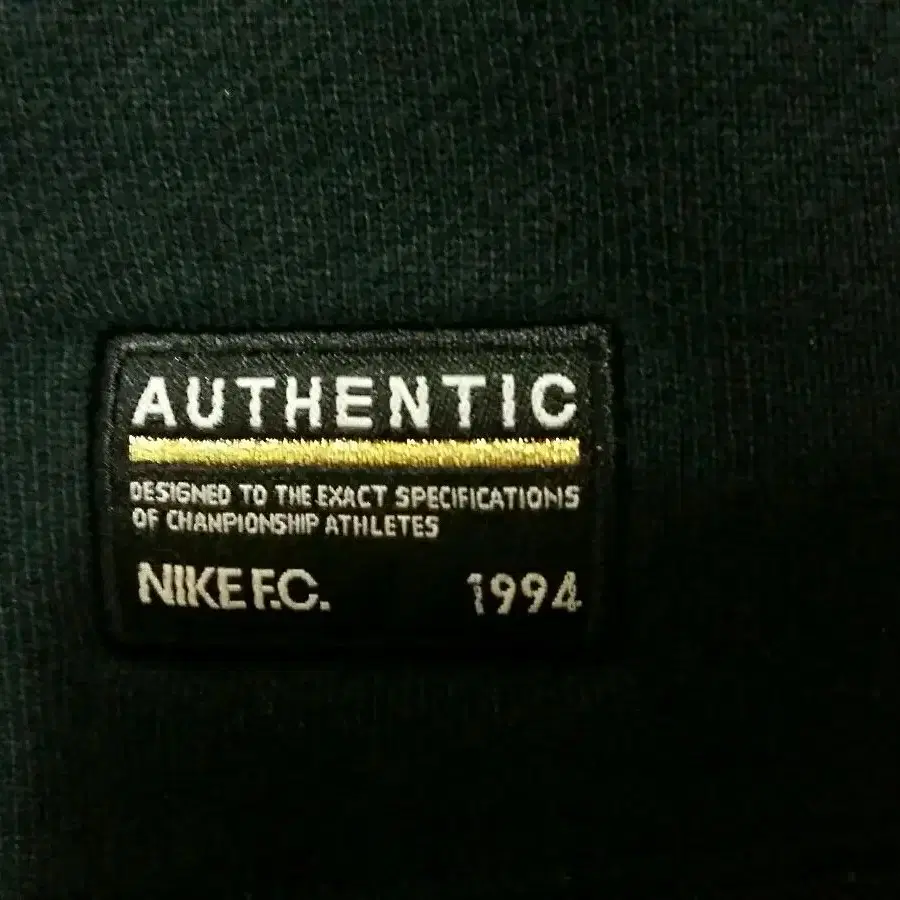 AUTHENTIC
DESIGNED TO THE EXACT SPECIFICATIONS
OF CHANPIONSHIP ATHLETES
NIKE F.C. 1994